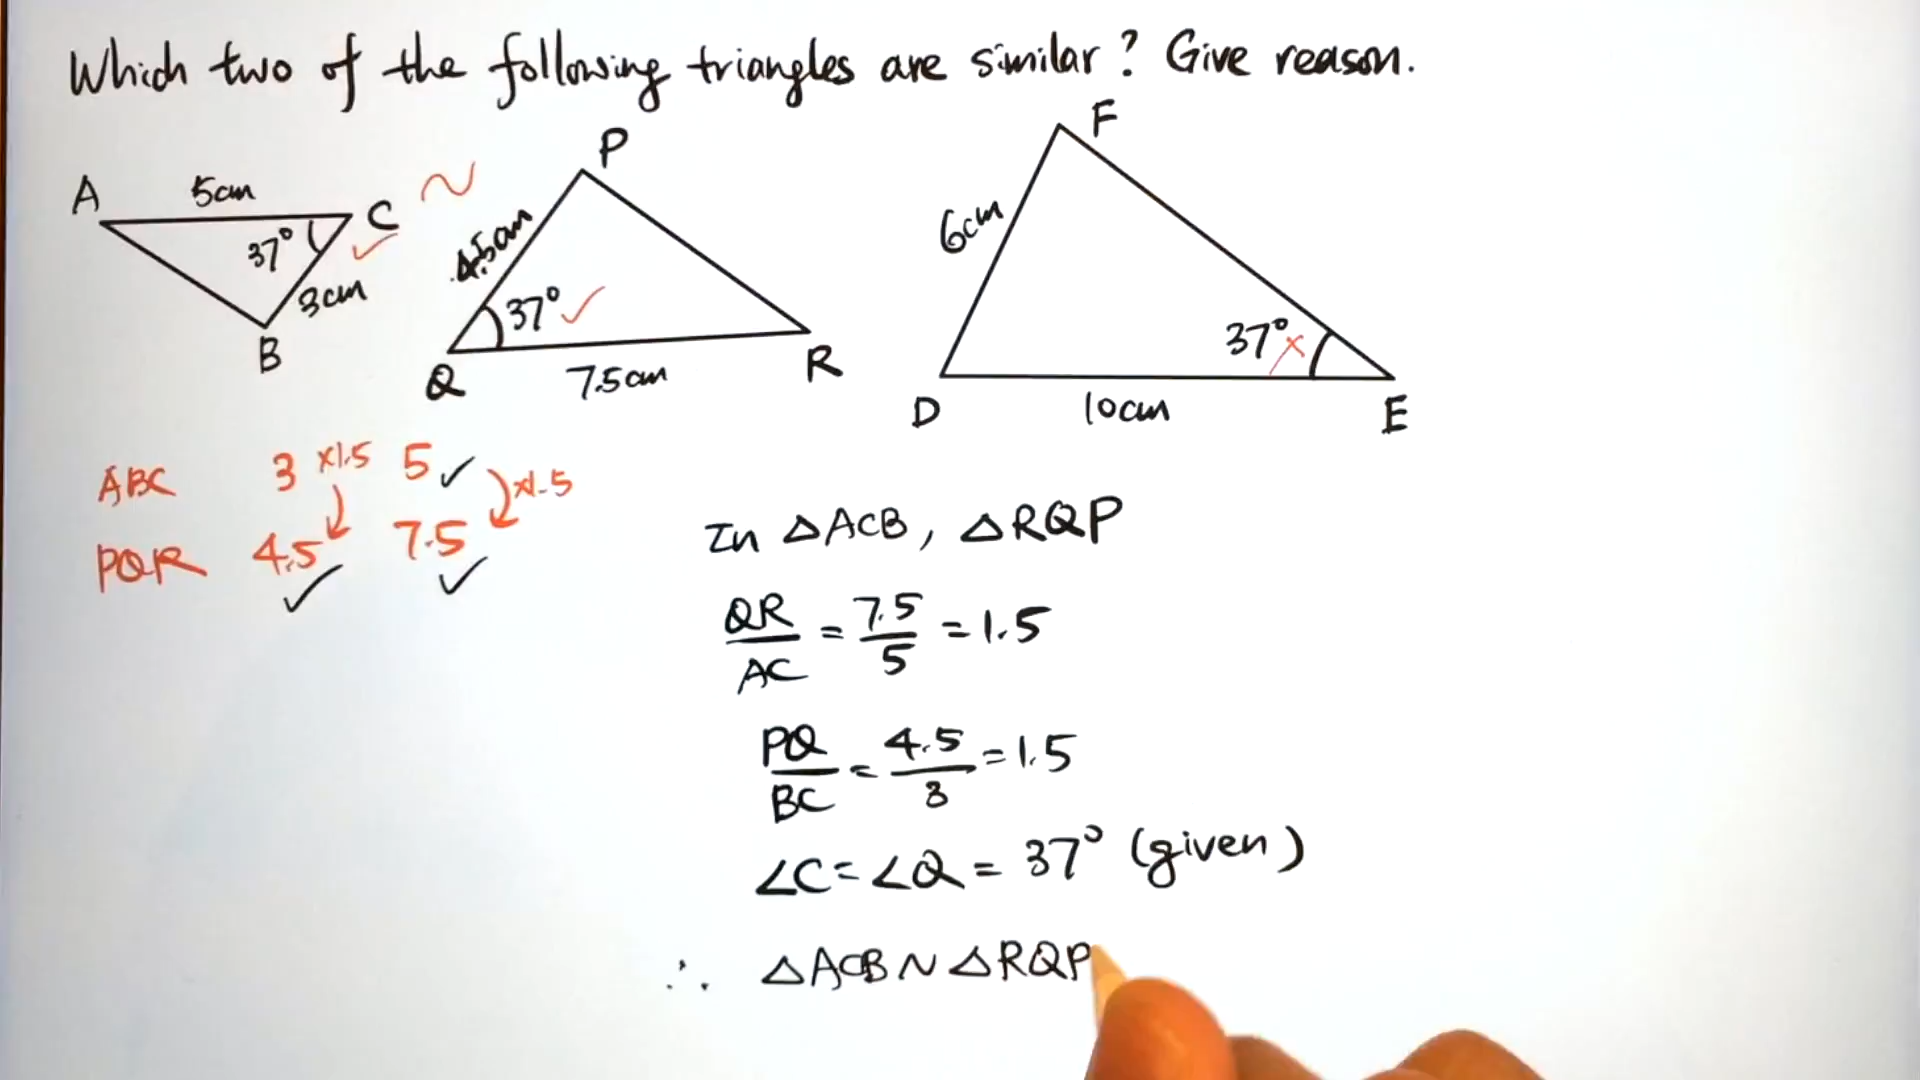 Which two of the following triangles are similar? Give reason.
A 5cm C ~
37°
3cm
B
P
4.5cm
37°
Q 7.5cm R
F
6cm
37° ×
D 10cm E
ABC 3 ×1.5 5 ✓ ×1.5
PQR 4.5 7.5
✓ ✓
In △ACB, △RQP
QR/AC = 7.5/5 = 1.5
PQ/BC = 4.5/3 = 1.5
∠C = ∠Q = 37° (given)
∴ △ACB ~ △RQP